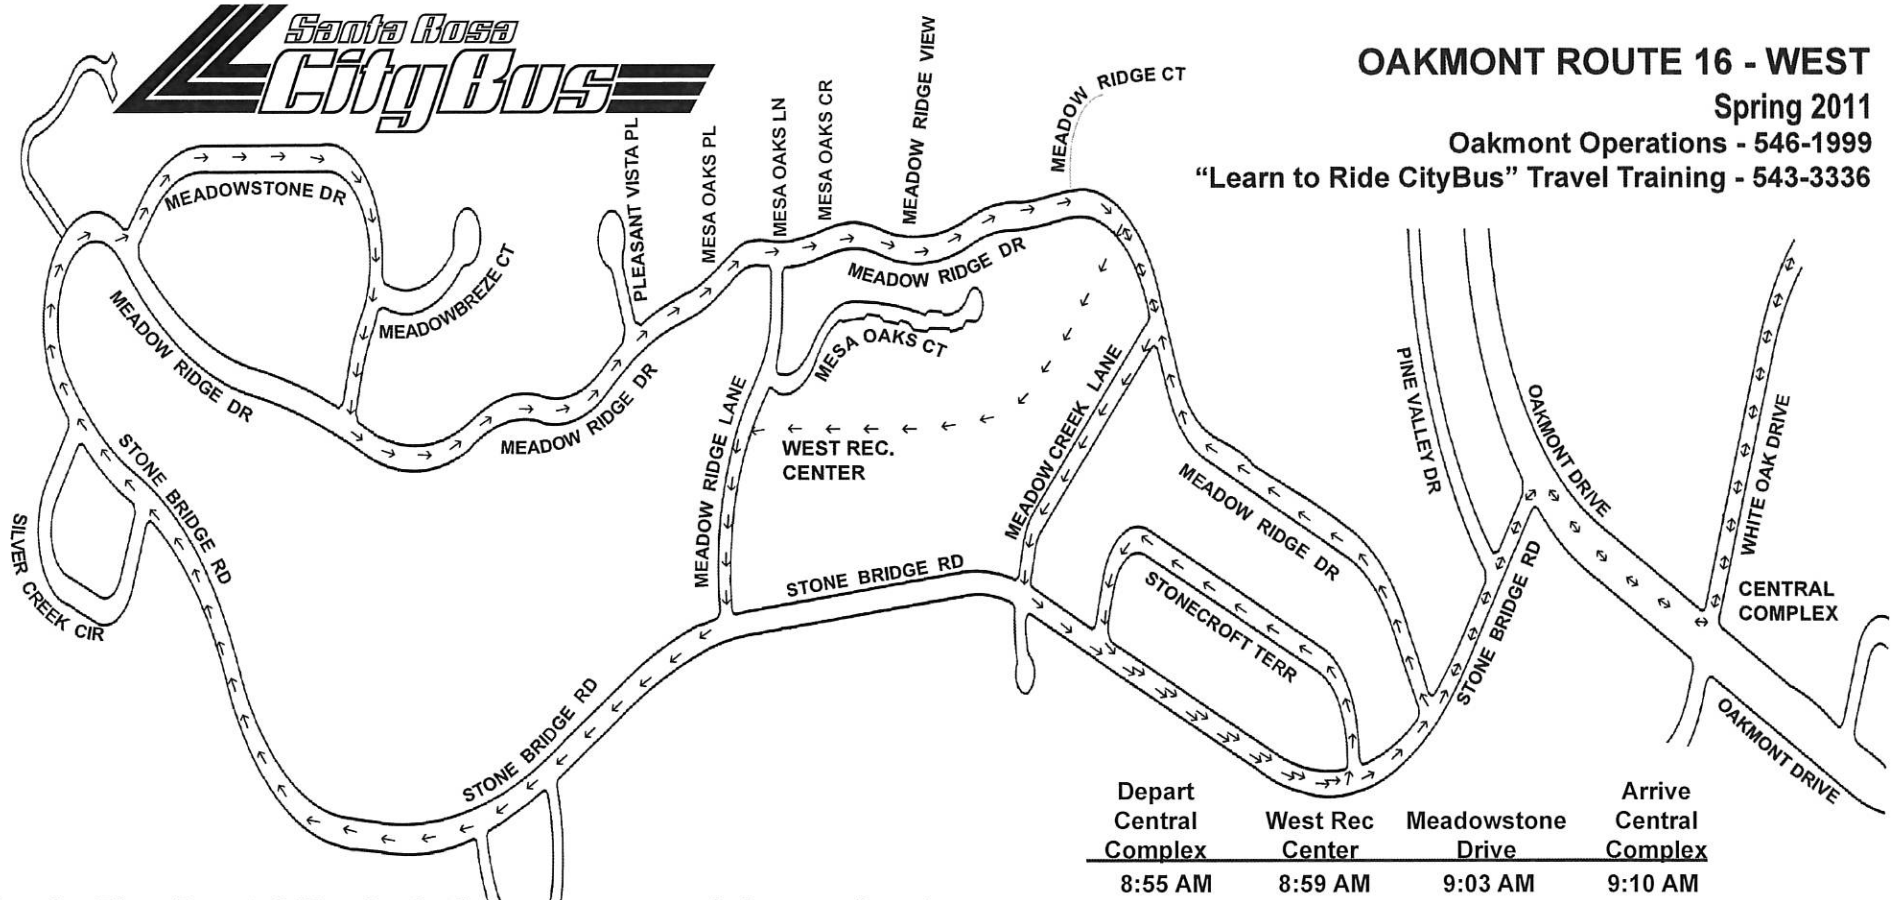 Santa Rosa
CityBus
OAKMONT ROUTE 16 - WEST
Spring 2011
Oakmont Operations - 546-1999
“Learn to Ride CityBus” Travel Training - 543-3336
MEADOWSTONE DR
MEADOWBREZE CT
MEADOW RIDGE DR
PLEASANT VISTA PL
MESA OAKS PL
MESA OAKS LN
MESA OAKS CR
MEADOW RIDGE VIEW
MEADOW RIDGE CT
MEADOW RIDGE DR
MEADOW RIDGE DR
MESA OAKS CT
MEADOW RIDGE LANE
WEST REC.
CENTER
MEADOW CREEK LANE
MEADOW RIDGE DR
PINE VALLEY DR
OAKMONT DRIVE
WHITE OAK DRIVE
CENTRAL
COMPLEX
STONE BRIDGE RD
SILVER CREEK CIR
STONE BRIDGE RD
STONECROFT TERR
STONE BRIDGE RD
STONE BRIDGE RD
OAKMONT DRIVE
Depart Arrive
Central West Rec Meadowstone Central
Complex Center Drive Complex
8:55 AM 8:59 AM 9:03 AM 9:10 AM